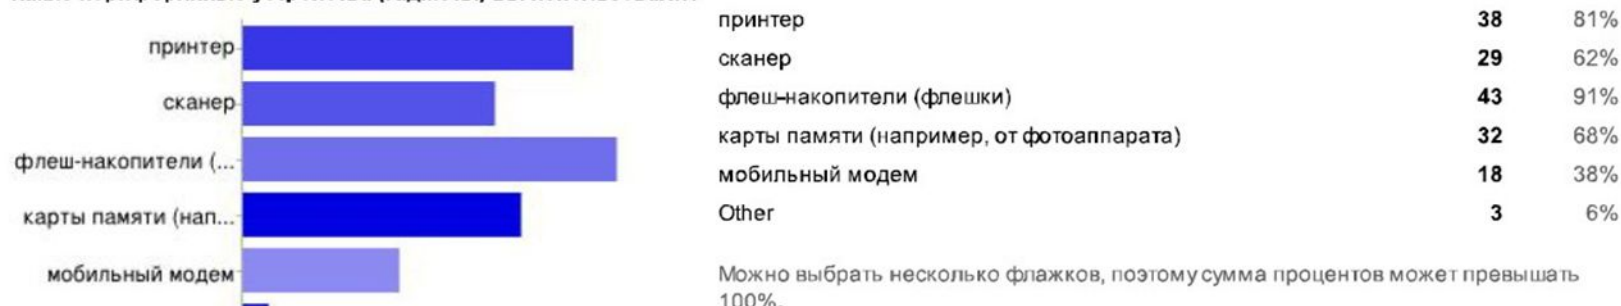 принтер
сканер
флеш-накопители (...
карты памяти (нап...
мобильный модем
принтер 38 81%
сканер 29 62%
флеш-накопители (флешки) 43 91%
карты памяти (например, от фотоаппарата) 32 68%
мобильный модем 18 38%
Other 3 6%
Можно выбрать несколько флажков, поэтому сумма процентов может превышать
100%.